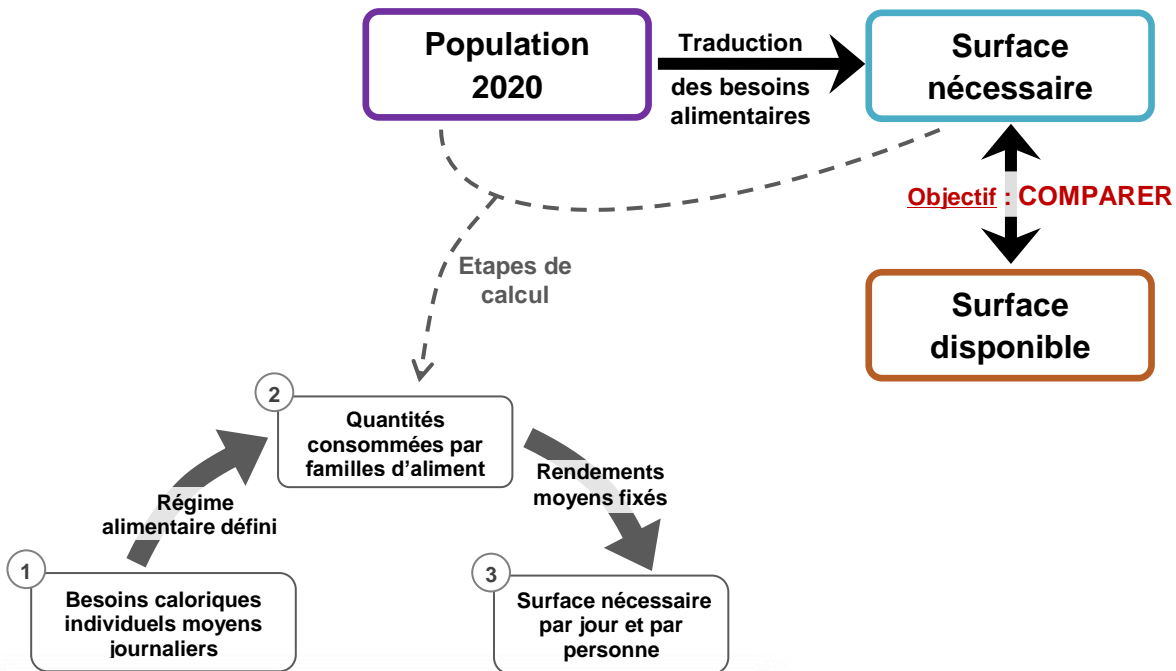 Population
2020
Traduction
des besoins
alimentaires
Surface
nécessaire
Objectif : COMPARER
Surface
disponible
Etapes de
calcul
2
Quantités
consommées par
familles d'aliment
Régime
alimentaire défini
Rendements
moyens fixés
1
Besoins caloriques
individuels moyens
journaliers
3
Surface nécessaire
par jour et par
personne